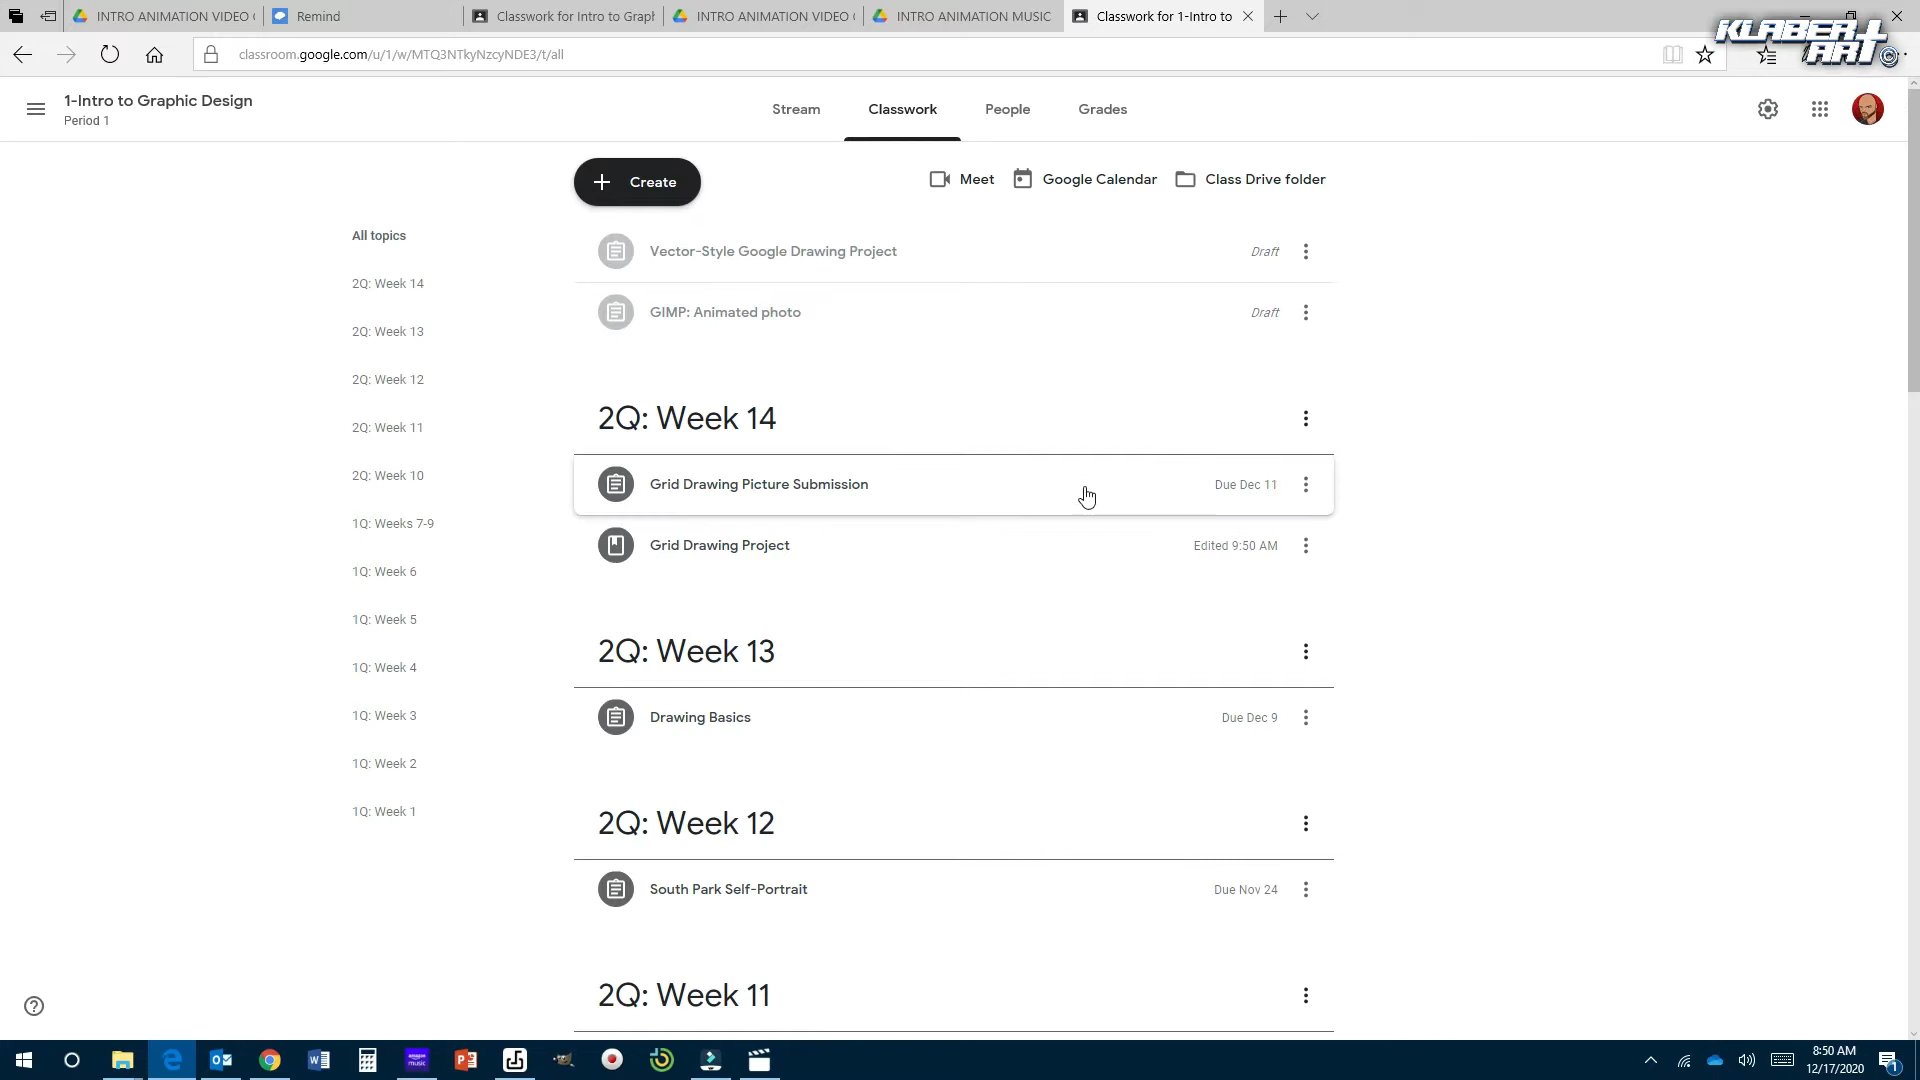 INTRO ANIMATION VIDEO (
Remind
Classwork for Intro to Graph
INTRO ANIMATION VIDEO (
INTRO ANIMATION MUSIC
Classwork for 1-Intro to
KLABER
ART
classroom.google.com/u/1/w/MTQ3NTkyNzcyNDE3/t/all
1-Intro to Graphic Design
Period 1
Stream
Classwork
People
Grades
Create
Meet
Google Calendar
Class Drive folder
All topics
2Q: Week 14
2Q: Week 13
2Q: Week 12
2Q: Week 11
2Q: Week 10
1Q: Weeks 7-9
1Q: Week 6
1Q: Week 5
1Q: Week 4
1Q: Week 3
1Q: Week 2
1Q: Week 1
Vector-Style Google Drawing Project Draft
GIMP: Animated photo Draft
2Q: Week 14
Grid Drawing Picture Submission Due Dec 11
Grid Drawing Project Edited 9:50 AM
2Q: Week 13
Drawing Basics Due Dec 9
2Q: Week 12
South Park Self-Portrait Due Nov 24
2Q: Week 11
amazon music
8:50 AM
12/17/2020
1